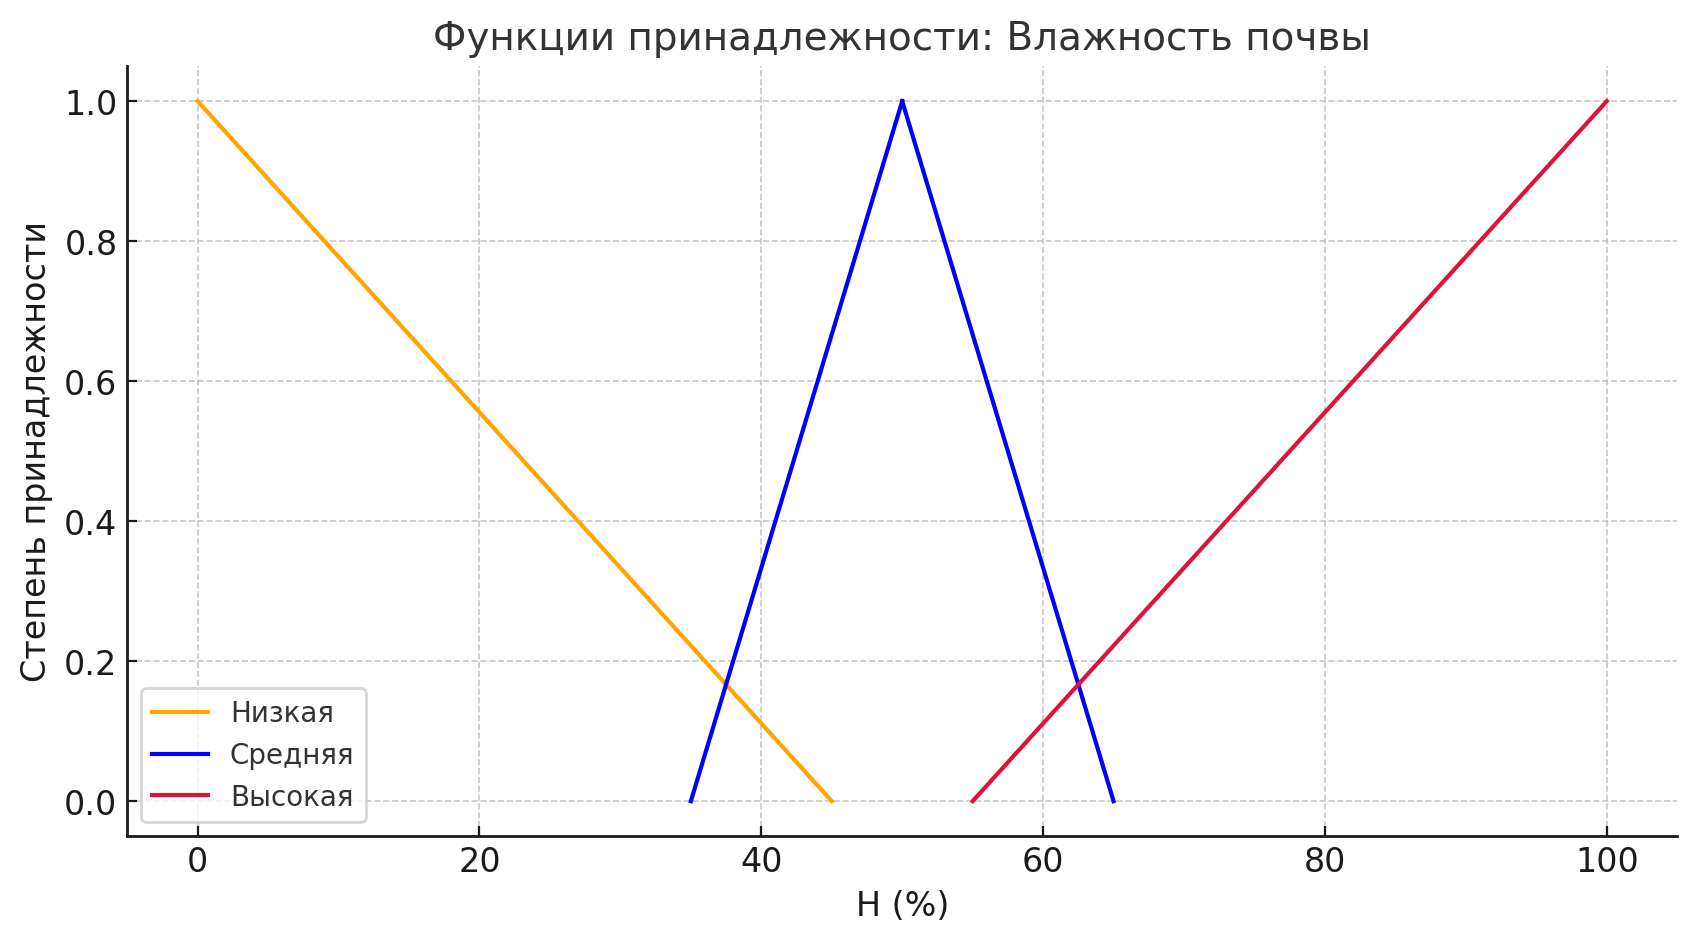 Функции принадлежности: Влажность почвы
Степень принадлежности
1.0
0.8
0.6
0.4
0.2
0.0
Низкая
Средняя
Высокая
0 20 40 60 80 100
H (%)